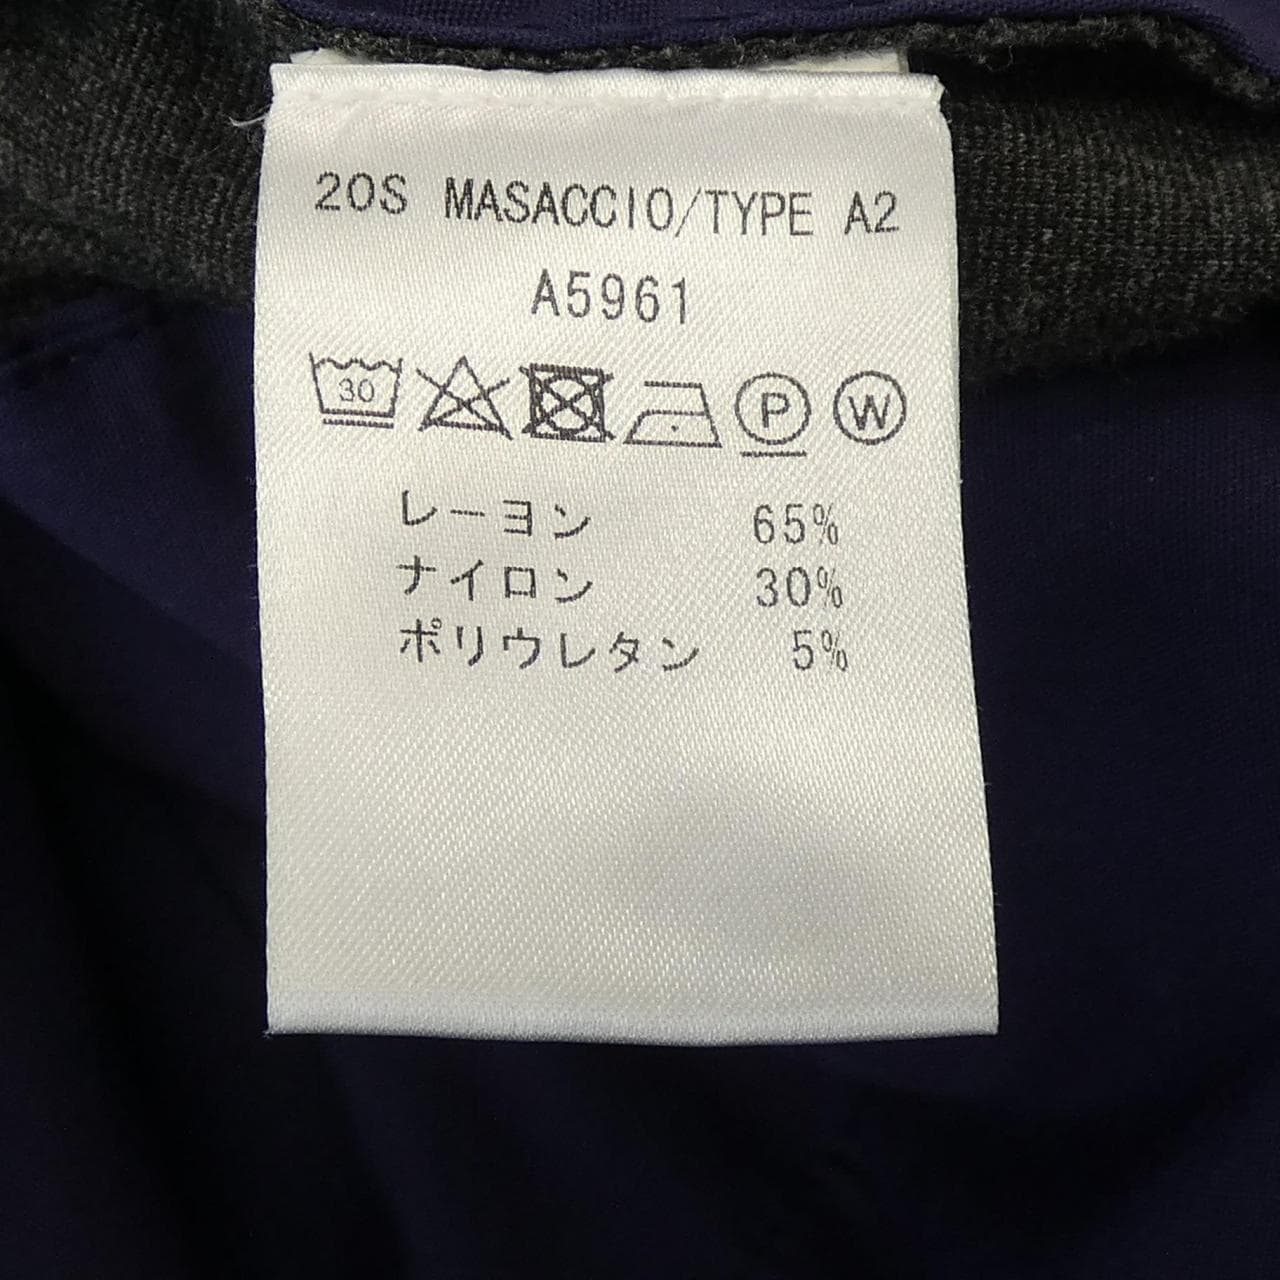 20S MASACCIO/TYPE A2
A5961
30 P W
レーヨン 65%
ナイロン 30%
ポリウレタン 5%